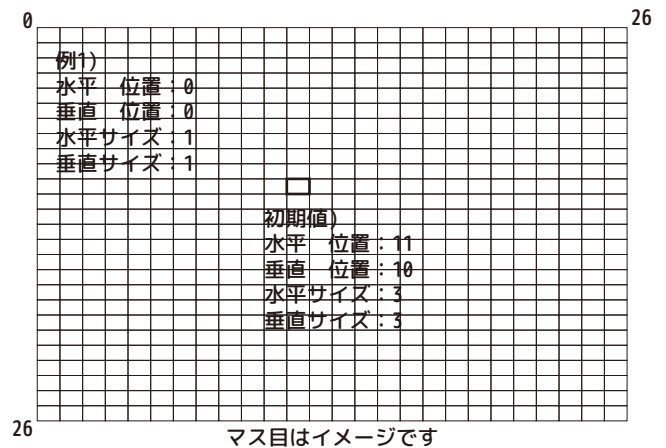 0
26
例1)
水平　位置：0
垂直　位置：0
水平サイズ：1
垂直サイズ：1
初期値)
水平　位置：11
垂直　位置：10
水平サイズ：3
垂直サイズ：3
26
マス目はイメージです